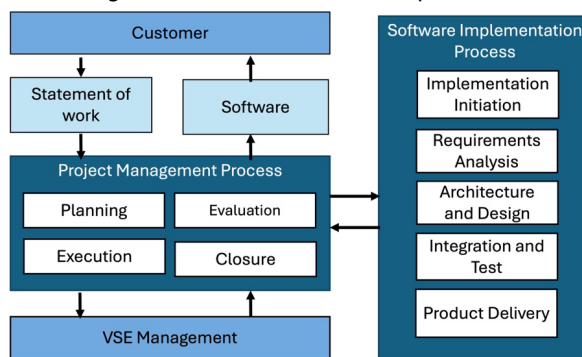 Customer
Statement of
work
Software
Project Management Process
Planning
Evaluation
Execution
Closure
VSE Management
Software Implementation
Process
Implementation
Initiation
Requirements
Analysis
Architecture
and Design
Integration and
Test
Product Delivery